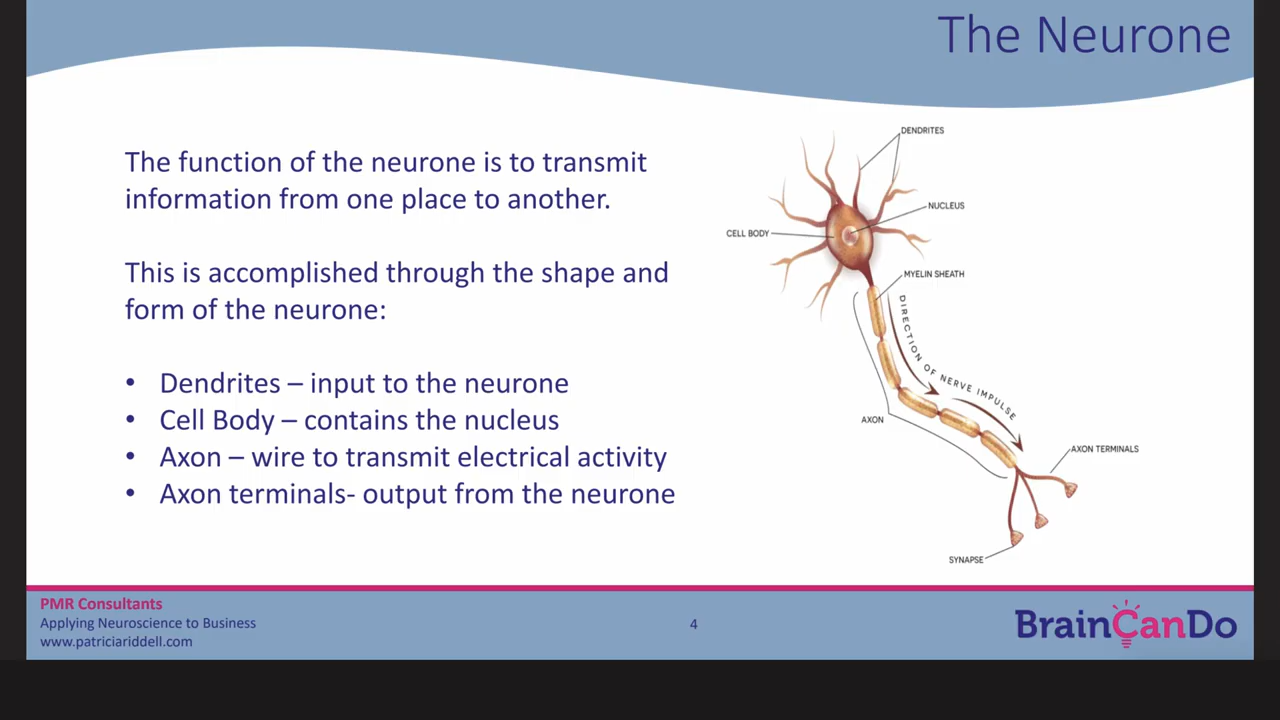 The Neurone
The function of the neurone is to transmit
information from one place to another.
This is accomplished through the shape and
form of the neurone:
• Dendrites – input to the neurone
• Cell Body – contains the nucleus
• Axon – wire to transmit electrical activity
• Axon terminals- output from the neurone
DENDRITES
NUCLEUS
CELL BODY
MYELIN SHEATH
DIRECTION OF NERVE IMPULSE
AXON
AXON TERMINALS
SYNAPSE
PMR Consultants
Applying Neuroscience to Business
www.patriciariddell.com
4
BrainCanDo